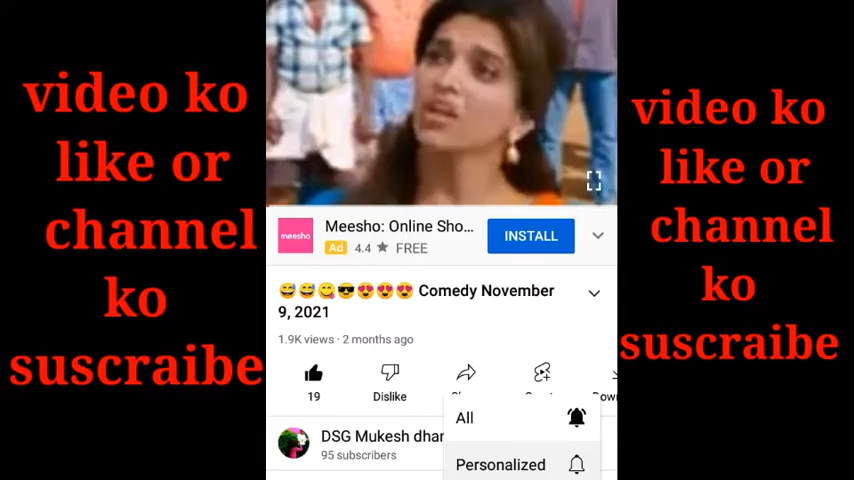 video ko
like or
channel
ko
suscraibe
meesho
Meesho: Online Sho...
Ad 4.4 ★ FREE
INSTALL
😅😅😋😎😍😍😍 Comedy November
9, 2021
1.9K views · 2 months ago
19
Dislike
All
Personalized
DSG Mukesh dhar
95 subscribers
video ko
like or
channel
ko
suscraibe